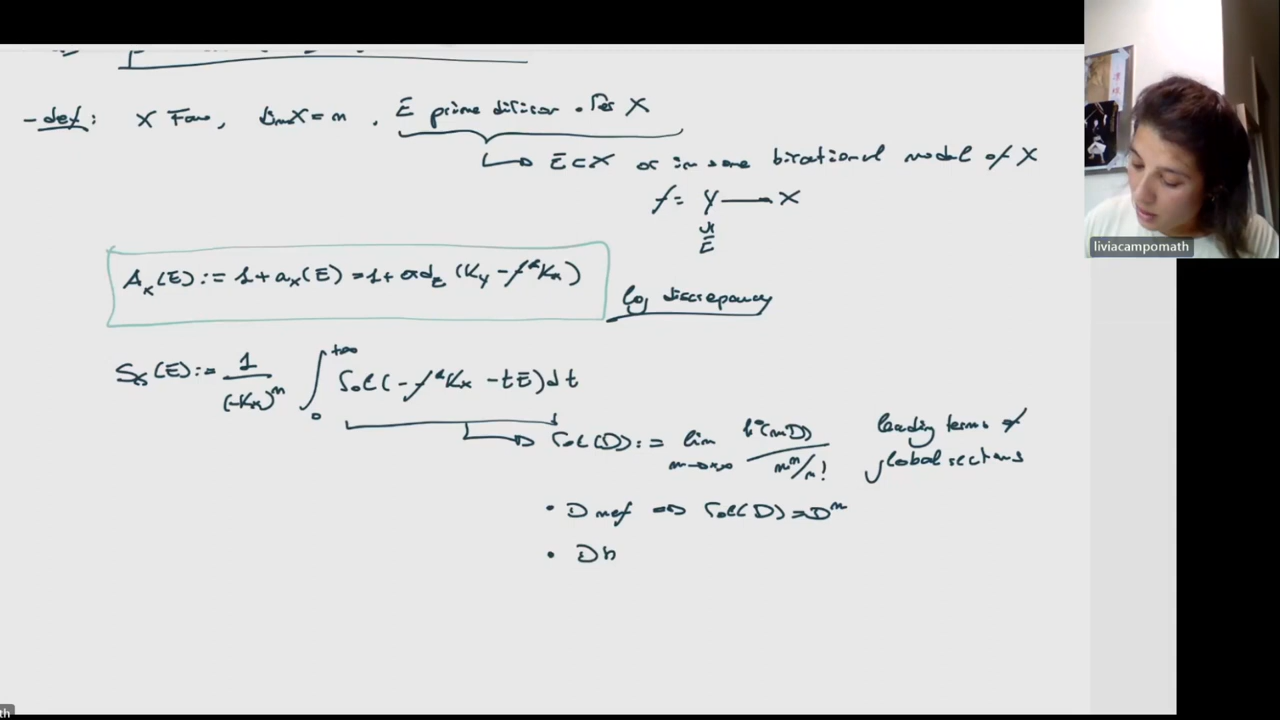 - def: X Fano, dim X = n, E prime divisor over X
↳ E ⊂ X or in some birational model of X
f: Y → X
∪
E
A_X(E) := 1 + a_X(E) = 1 + ord_E (K_Y - f*K_X)
log discrepancy
S_X(E) := 1/(-K_X)^n ∫_0^{+∞} vol(-f*K_X - tE)dt
↳ vol(D) := lim_{m→∞} h^0(mD) / (m^n/n!) leading terms of
global sections
• D nef ⇒ vol(D) = D^n
• D b
liviacampomath
th